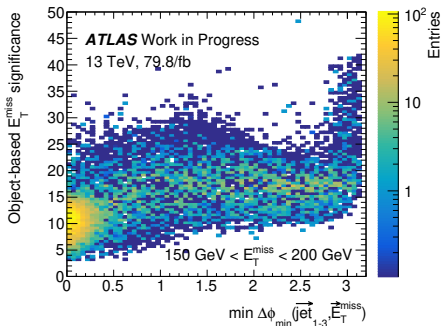 50
45
40
35
30
25
20
15
10
5
0
Object-based E_T^miss significance
ATLAS Work in Progress
13 TeV, 79.8/fb
150 GeV < E_T^miss < 200 GeV
0 0.5 1 1.5 2 2.5 3
min Δϕ_min(jet_1-3, E_T^miss)
10²
10
1
Entries